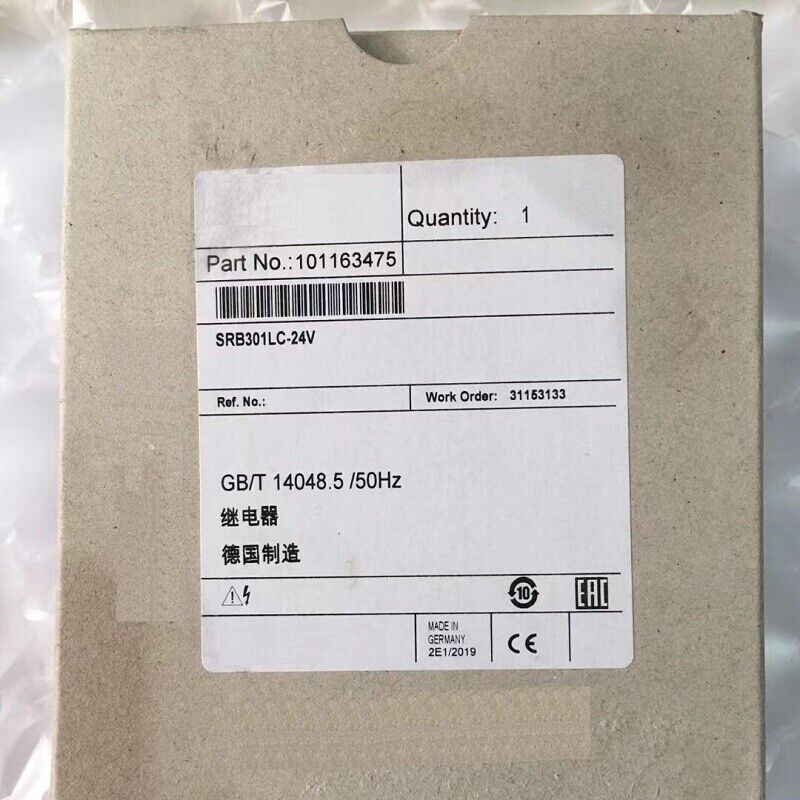 Quantity: 1
Part No.:101163475
SRB301LC-24V
Ref. No.:
Work Order: 31153133
GB/T 14048.5 /50Hz
继电器
德国制造
10
EAC
MADE IN
GERMANY
2E1/2019
CE